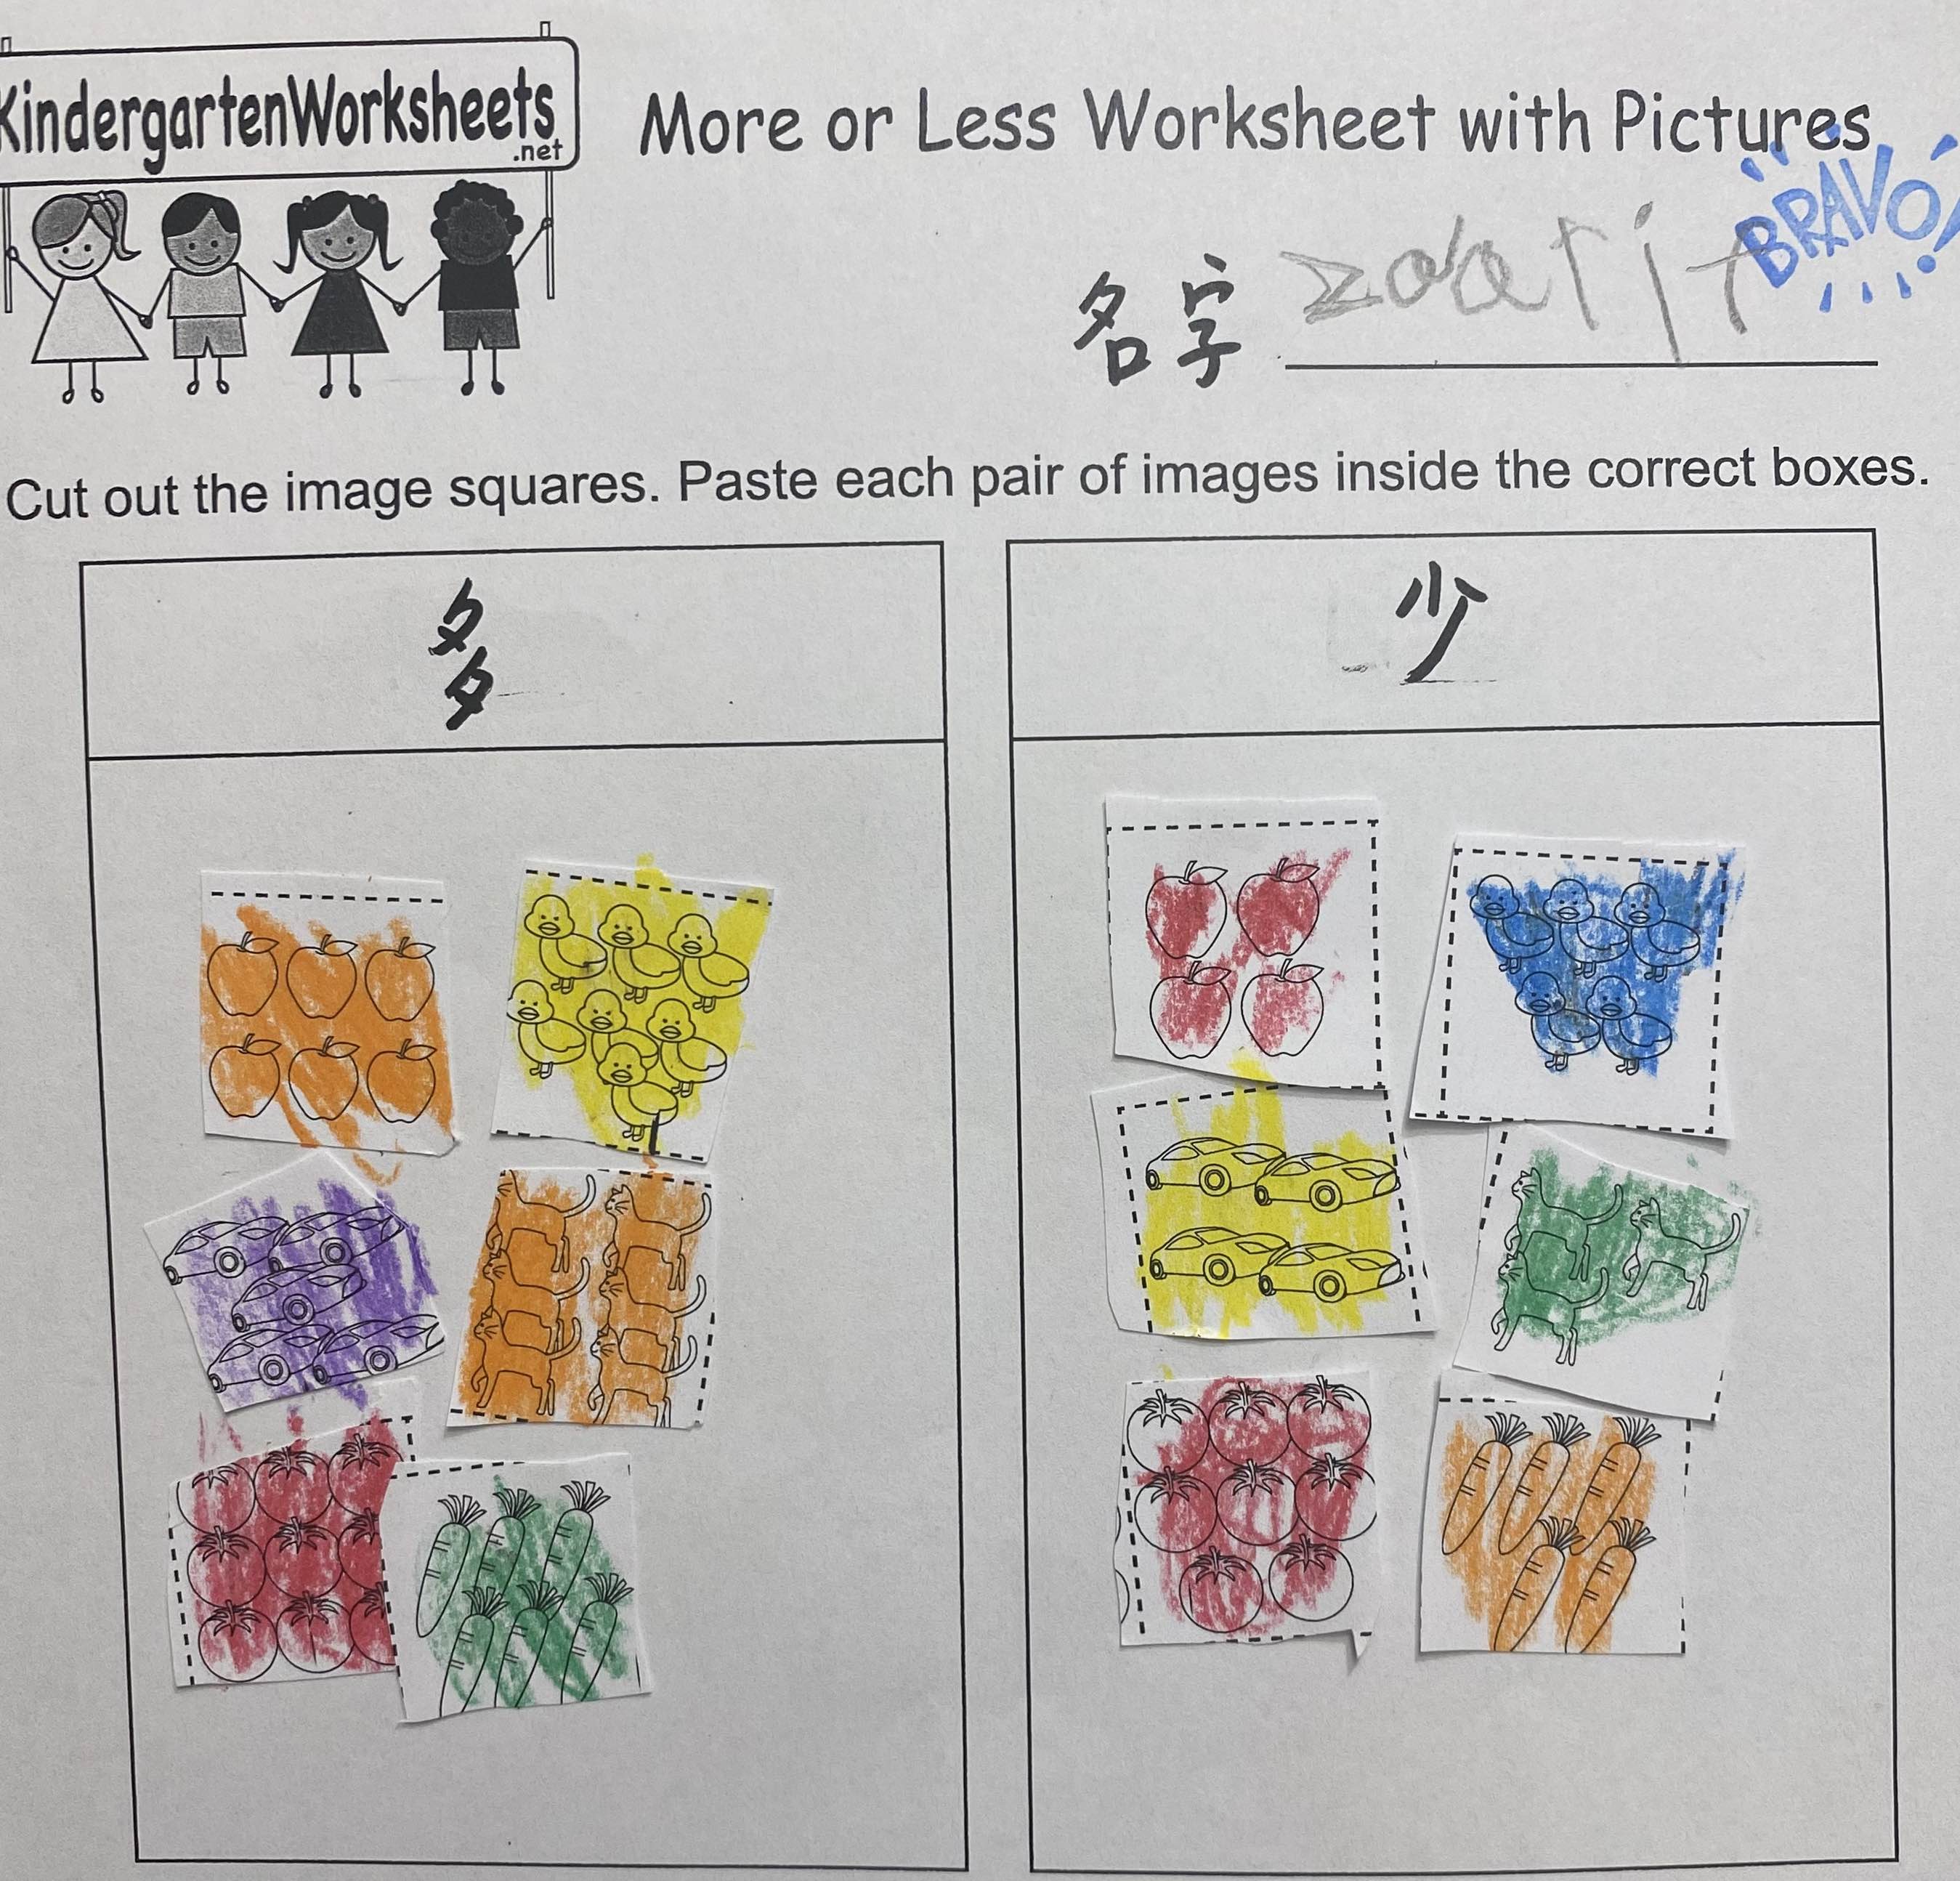 KindergartenWorksheets
.net
More or Less Worksheet with Pictures
BRAVO!
名字
Cut out the image squares. Paste each pair of images inside the correct boxes.
多
少